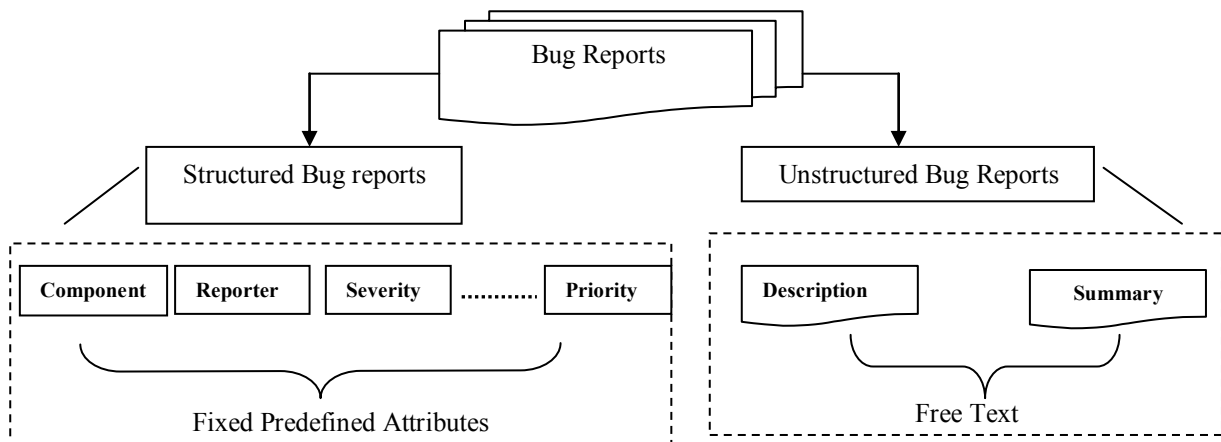 Bug Reports
Structured Bug reports
Unstructured Bug Reports
Component
Reporter
Severity
Priority
Description
Summary
Fixed Predefined Attributes
Free Text